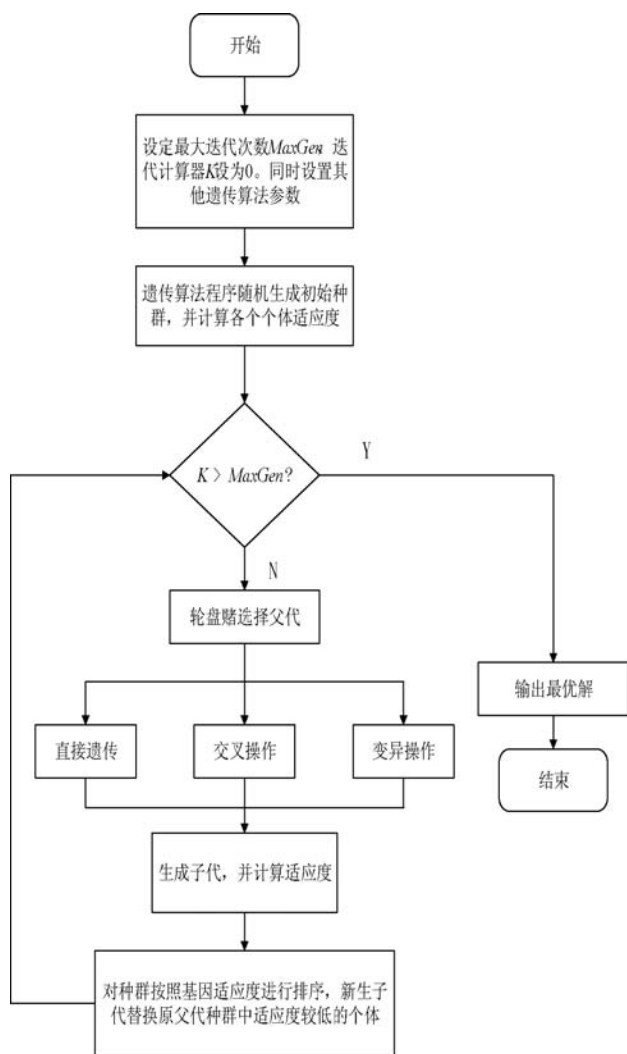 开始
设定最大迭代次数MaxGen, 迭
代计算器K设为0。同时设置其
他遗传算法参数
遗传算法程序随机生成初始种
群，并计算各个个体适应度
K > MaxGen?
Y
N
轮盘赌选择父代
直接遗传
交叉操作
变异操作
输出最优解
结束
生成子代，并计算适应度
对种群按照基因适应度进行排序，新生子
代替换原父代种群中适应度较低的个体